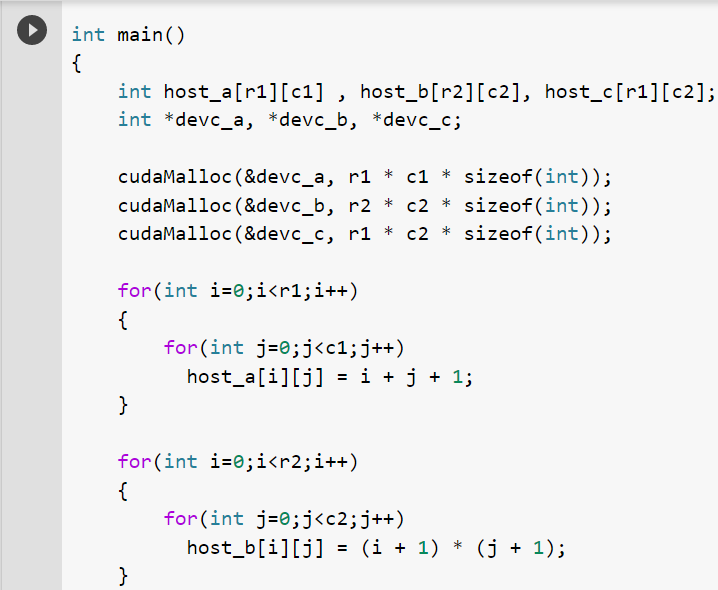 int main()
{
    int host_a[r1][c1] , host_b[r2][c2], host_c[r1][c2];
    int *devc_a, *devc_b, *devc_c;

    cudaMalloc(&devc_a, r1 * c1 * sizeof(int));
    cudaMalloc(&devc_b, r2 * c2 * sizeof(int));
    cudaMalloc(&devc_c, r1 * c2 * sizeof(int));

    for(int i=0;i<r1;i++)
    {
        for(int j=0;j<c1;j++)
          host_a[i][j] = i + j + 1;
    }

    for(int i=0;i<r2;i++)
    {
        for(int j=0;j<c2;j++)
          host_b[i][j] = (i + 1) * (j + 1);
    }